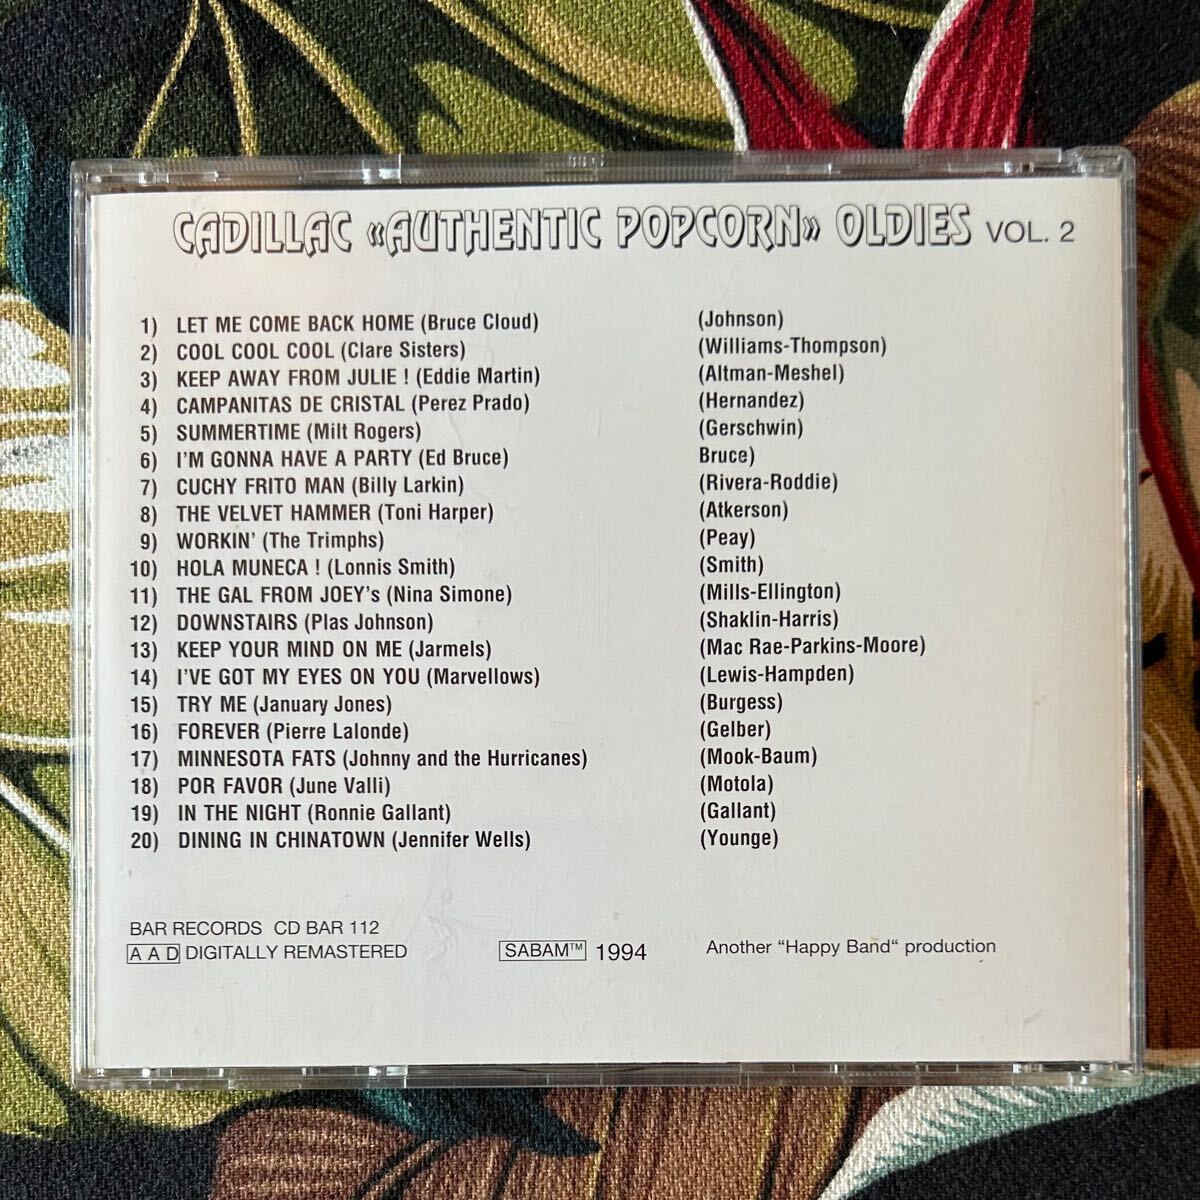 CADILLAC «AUTHENTIC POPCORN» OLDIES VOL. 2
1) LET ME COME BACK HOME (Bruce Cloud) (Johnson)
2) COOL COOL COOL (Clare Sisters) (Williams-Thompson)
3) KEEP AWAY FROM JULIE ! (Eddie Martin) (Altman-Meshel)
4) CAMPANITAS DE CRISTAL (Perez Prado) (Hernandez)
5) SUMMERTIME (Milt Rogers) (Gerschwin)
6) I'M GONNA HAVE A PARTY (Ed Bruce) Bruce)
7) CUCHY FRITO MAN (Billy Larkin) (Rivera-Roddie)
8) THE VELVET HAMMER (Toni Harper) (Atkerson)
9) WORKIN' (The Trimphs) (Peay)
10) HOLA MUNECA ! (Lonnis Smith) (Smith)
11) THE GAL FROM JOEY's (Nina Simone) (Mills-Ellington)
12) DOWNSTAIRS (Plas Johnson) (Shaklin-Harris)
13) KEEP YOUR MIND ON ME (Jarmels) (Mac Rae-Parkins-Moore)
14) I'VE GOT MY EYES ON YOU (Marvellows) (Lewis-Hampden)
15) TRY ME (January Jones) (Burgess)
16) FOREVER (Pierre Lalonde) (Gelber)
17) MINNESOTA FATS (Johnny and the Hurricanes) (Mook-Baum)
18) POR FAVOR (June Valli) (Motola)
19) IN THE NIGHT (Ronnie Gallant) (Gallant)
20) DINING IN CHINATOWN (Jennifer Wells) (Younge)
BAR RECORDS CD BAR 112
A A D DIGITALLY REMASTERED SABAM™ 1994 Another "Happy Band" production